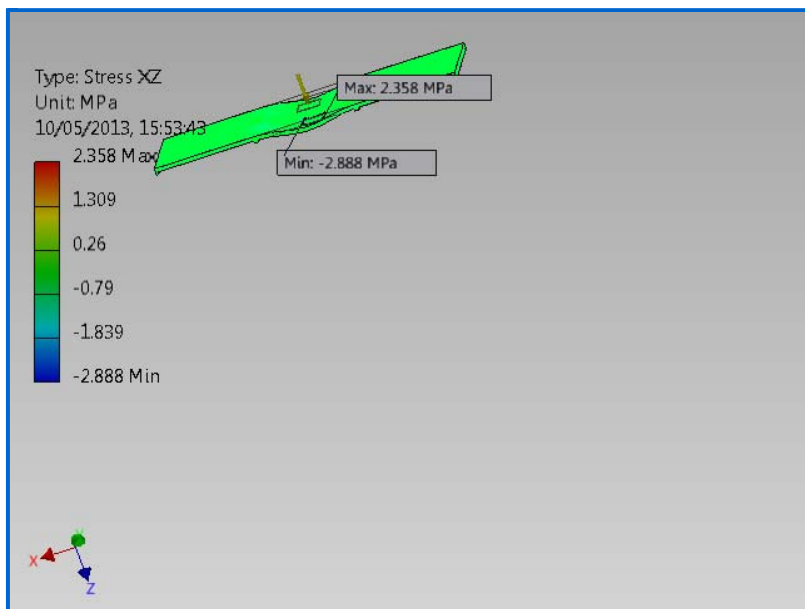 Type: Stress XZ
Unit: MPa
10/05/2013, 15:53:43
2.358 Max
1.309
0.26
-0.79
-1.839
-2.888 Min
Max: 2.358 MPa
Min: -2.888 MPa
X
Y
Z